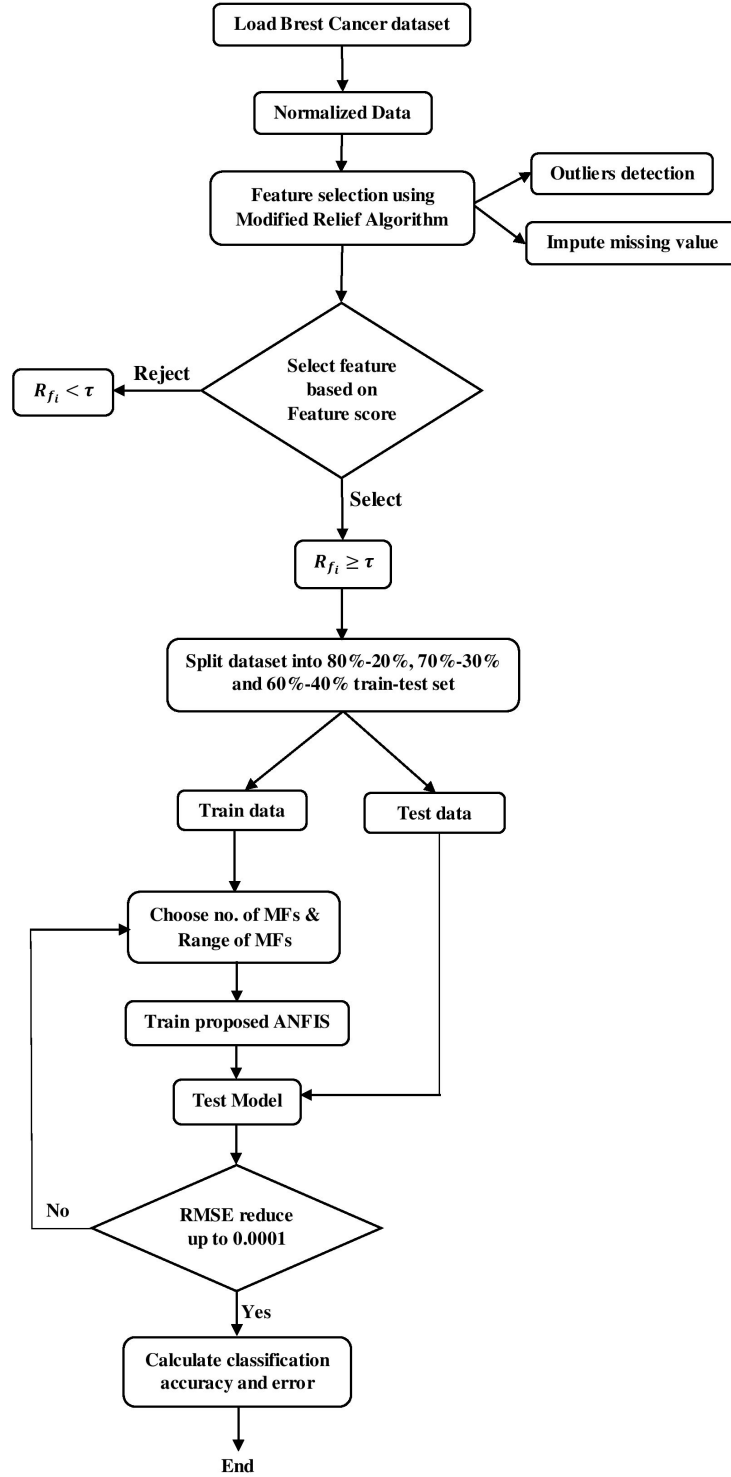 Load Brest Cancer dataset
Normalized Data
Feature selection using
Modified Relief Algorithm
Outliers detection
Impute missing value
Select feature
based on
Feature score
Reject
R_{f_i} < τ
Select
R_{f_i} ≥ τ
Split dataset into 80%-20%, 70%-30%
and 60%-40% train-test set
Train data
Test data
Choose no. of MFs &
Range of MFs
Train proposed ANFIS
Test Model
RMSE reduce
up to 0.0001
No
Yes
Calculate classification
accuracy and error
End